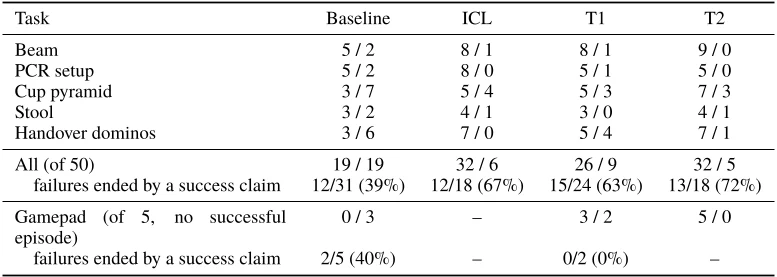 Task Baseline ICL T1 T2
Beam 5 / 2 8 / 1 8 / 1 9 / 0
PCR setup 5 / 2 8 / 0 5 / 1 5 / 0
Cup pyramid 3 / 7 5 / 4 5 / 3 7 / 3
Stool 3 / 2 4 / 1 3 / 0 4 / 1
Handover dominos 3 / 6 7 / 0 5 / 4 7 / 1
All (of 50) 19 / 19 32 / 6 26 / 9 32 / 5
failures ended by a success claim 12/31 (39%) 12/18 (67%) 15/24 (63%) 13/18 (72%)
Gamepad (of 5, no successful 0 / 3 – 3 / 2 5 / 0
episode)
failures ended by a success claim 2/5 (40%) – 0/2 (0%) –